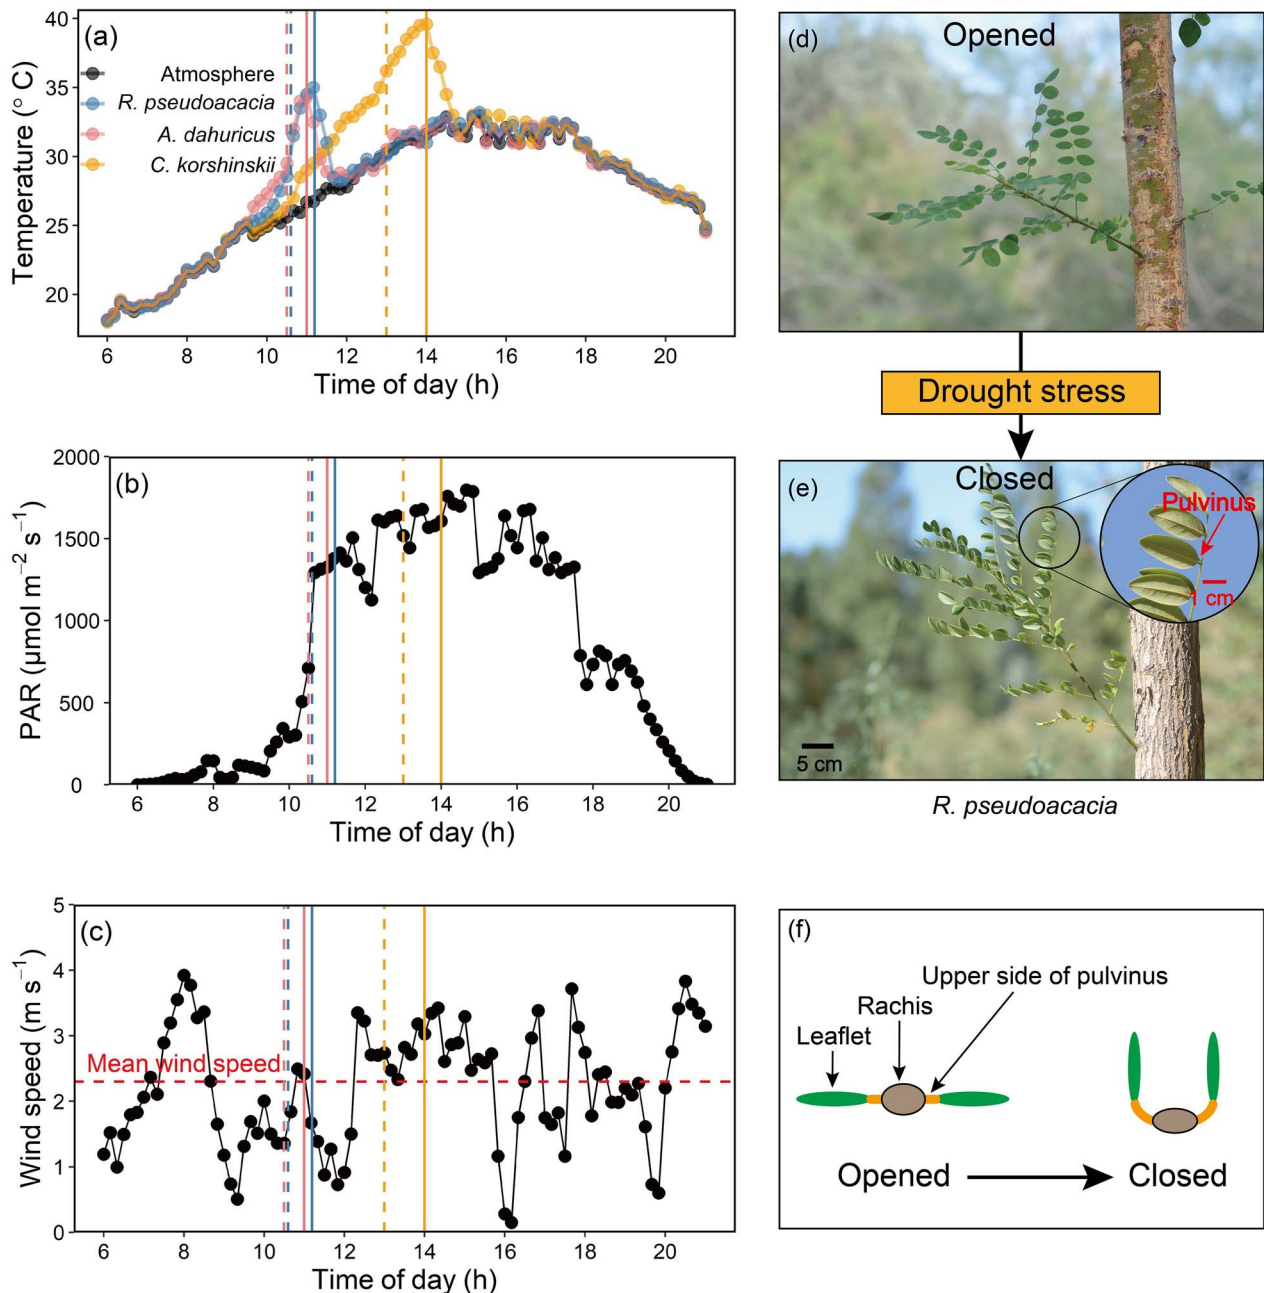 (a)
40
35
30
25
20
Temperature (° C)
Atmosphere
R. pseudoacacia
A. dahuricus
C. korshinskii
6 8 10 12 14 16 18 20
Time of day (h)
(b)
2000
1500
1000
500
0
PAR (µmol m⁻² s⁻¹)
6 8 10 12 14 16 18 20
Time of day (h)
(c)
5
4
3
2
1
0
Wind speed (m s⁻¹)
Mean wind speed
6 8 10 12 14 16 18 20
Time of day (h)
(d)
Opened
Drought stress
(e)
Closed
Pulvinus
1 cm
5 cm
R. pseudoacacia
(f)
Upper side of pulvinus
Rachis
Leaflet
Opened
Closed